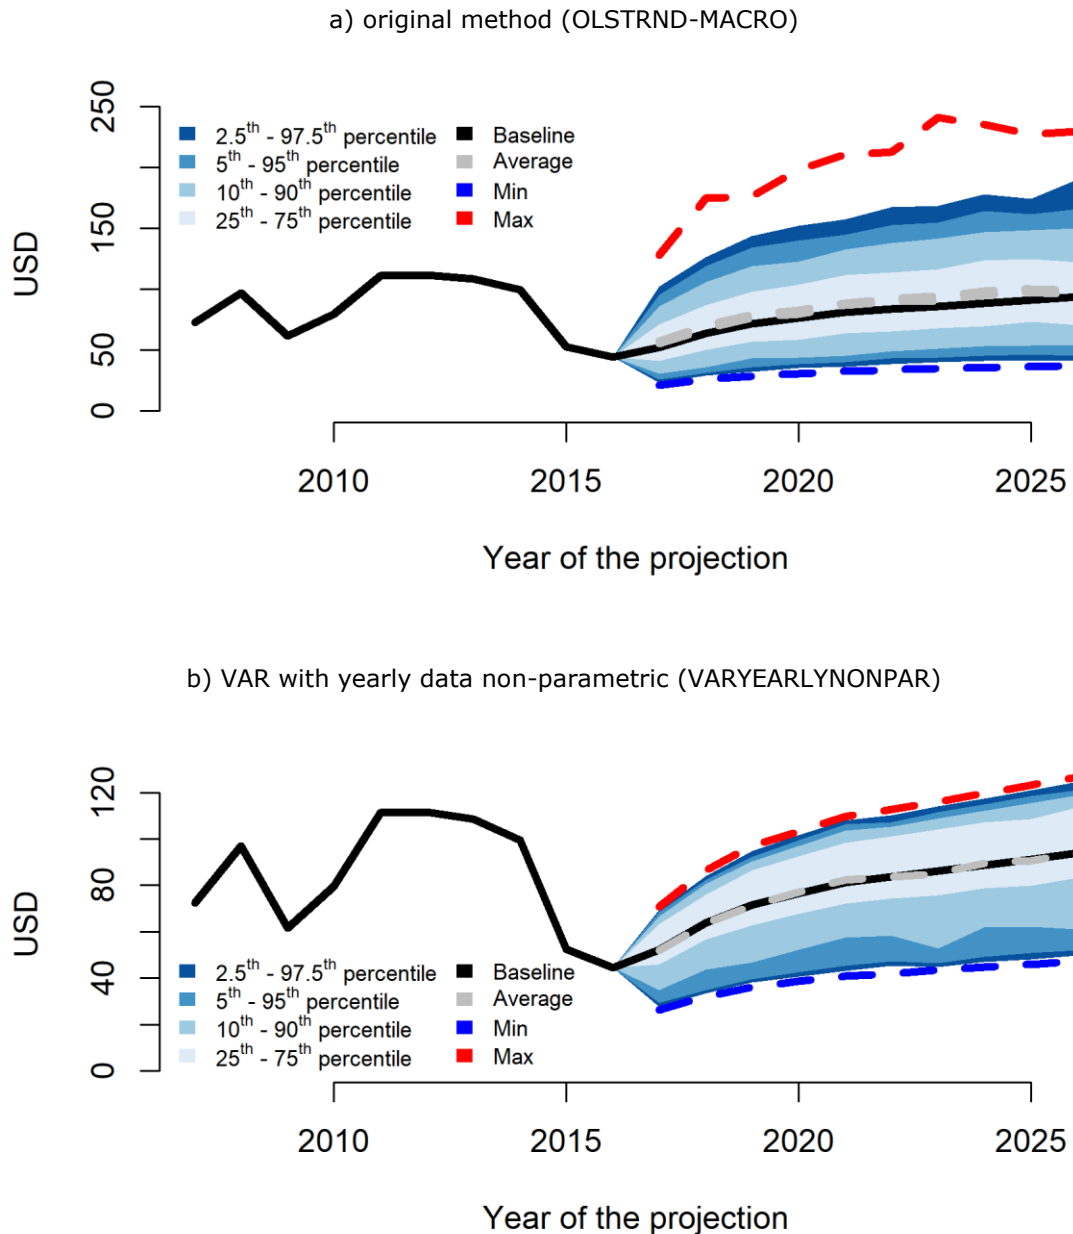 a) original method (OLSTRND-MACRO)
250
150
50
0
USD
2.5th - 97.5th percentile
5th - 95th percentile
10th - 90th percentile
25th - 75th percentile
Baseline
Average
Min
Max
2010 2015 2020 2025
Year of the projection
b) VAR with yearly data non-parametric (VARYEARLYNONPAR)
120
80
40
0
USD
2.5th - 97.5th percentile
5th - 95th percentile
10th - 90th percentile
25th - 75th percentile
Baseline
Average
Min
Max
2010 2015 2020 2025
Year of the projection